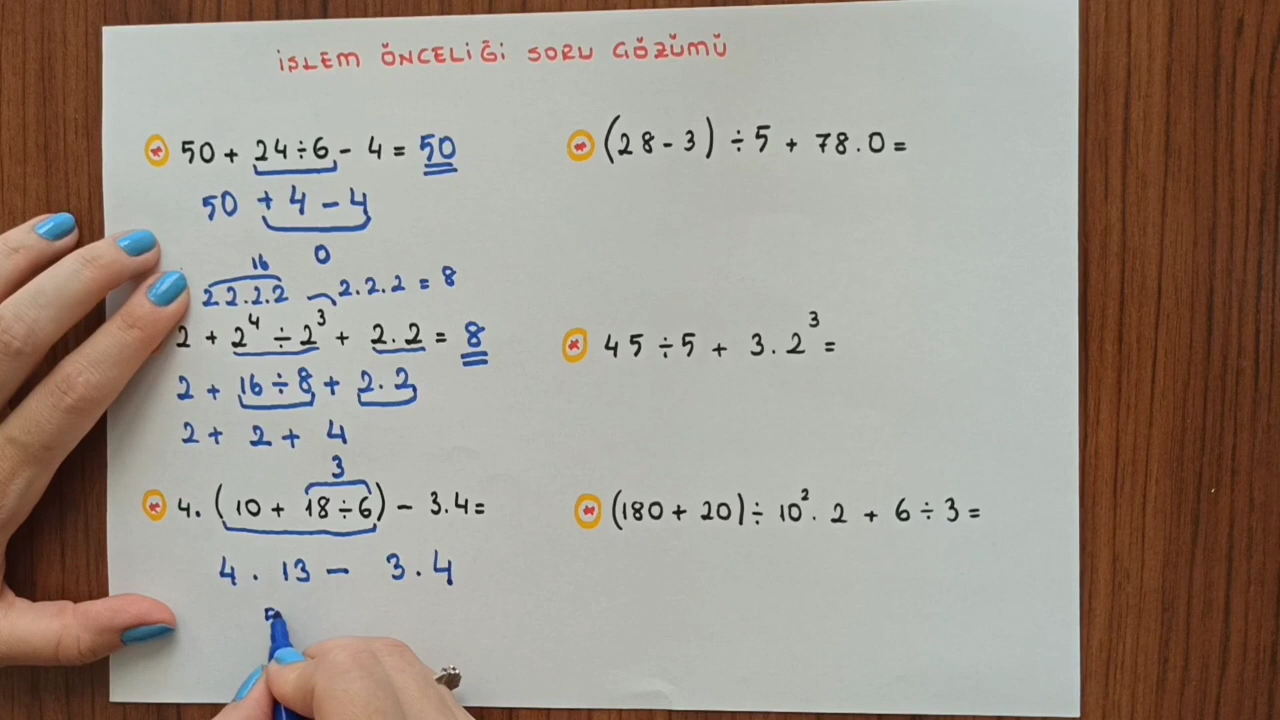 İŞLEM ÖNCELİĞİ SORU ÇÖZÜMÜ
50 + 24 ÷ 6 - 4 = 50
50 + 4 - 4
0
16
2 2.2.2 2.2.2 = 8
2 + 2⁴ ÷ 2³ + 2.2 = 8
2 + 16 ÷ 8 + 2.2
2 + 2 + 4
3
4. (10 + 18 ÷ 6) - 3.4 =
4 . 13 - 3.4
(28 - 3) ÷ 5 + 78.0 =
45 ÷ 5 + 3.2³ =
(180 + 20) ÷ 10². 2 + 6 ÷ 3 =